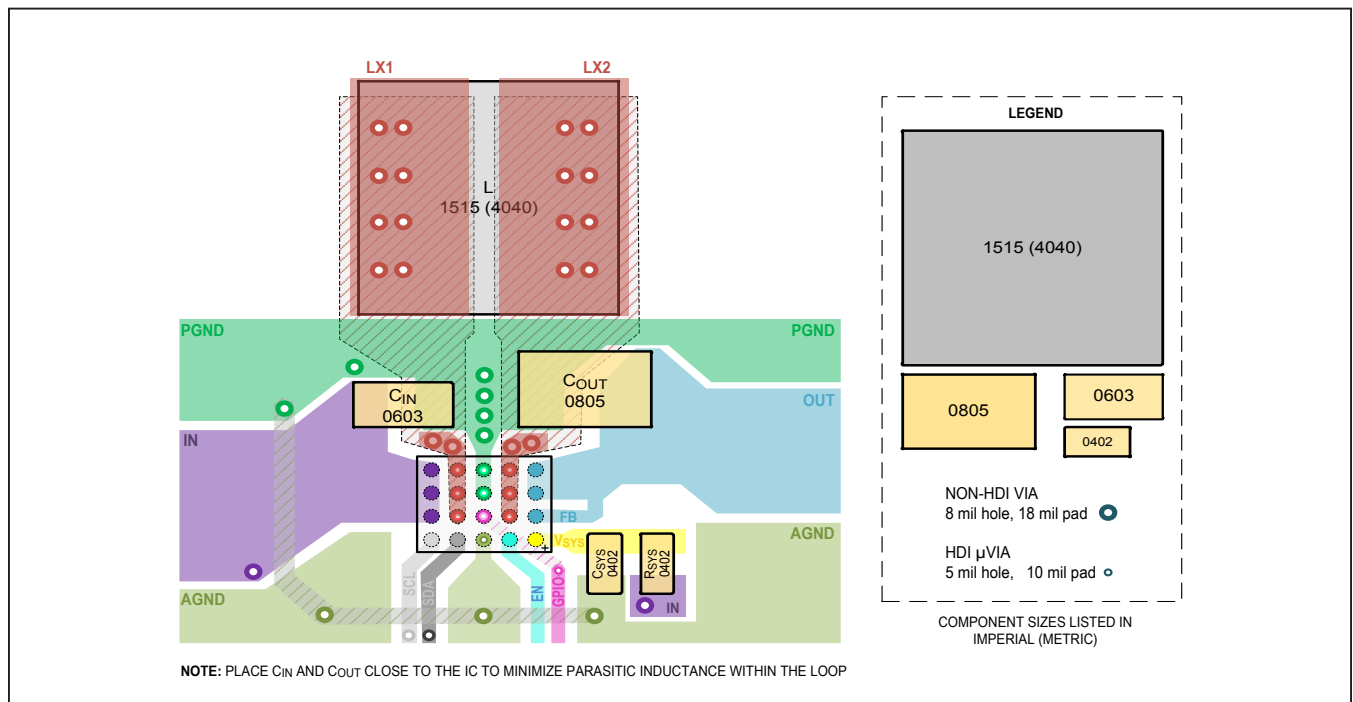 LX1
LX2
L
1515 (4040)
PGND
PGND
CIN
0603
COUT
0805
OUT
IN
FB
VSYS
AGND
+
CSYS
0402
RSYS
0402
SCL
SDA
EN
GPIO
IN
AGND
NOTE: PLACE CIN AND COUT CLOSE TO THE IC TO MINIMIZE PARASITIC INDUCTANCE WITHIN THE LOOP
LEGEND
1515 (4040)
0805
0603
0402
NON-HDI VIA
8 mil hole, 18 mil pad
HDI µVIA
5 mil hole, 10 mil pad
COMPONENT SIZES LISTED IN
IMPERIAL (METRIC)